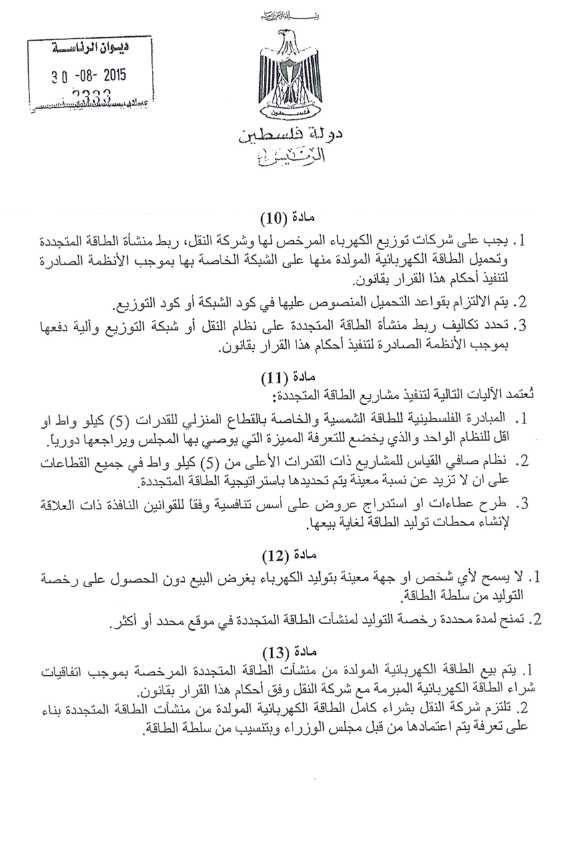 ديوان الرئاسة
30 -08- 2015
2333
فلسطين
دولة فلسطين
الرئيس
مادة (10)
1. يجب على شركات توزيع الكهرباء المرخص لها وشركة النقل، ربط منشأة الطاقة المتجددة
وتحميل الطاقة الكهربائية المولدة منها على الشبكة الخاصة بها بموجب الأنظمة الصادرة
لتنفيذ أحكام هذا القرار بقانون.
2. يتم الالتزام بقواعد التحميل المنصوص عليها في كود الشبكة أو كود التوزيع.
3. تحدد تكاليف ربط منشأة الطاقة المتجددة على نظام النقل أو شبكة التوزيع وآلية دفعها
بموجب الأنظمة الصادرة لتنفيذ أحكام هذا القرار بقانون.
مادة (11)
تُعتمد الآليات التالية لتنفيذ مشاريع الطاقة المتجددة:
1. المبادرة الفلسطينية للطاقة الشمسية والخاصة بالقطاع المنزلي للقدرات (5) كيلو واط او
اقل للنظام الواحد والذي يخضع للتعرفة المميزة التي يوصي بها المجلس ويراجعها دورياً.
2. نظام صافي القياس للمشاريع ذات القدرات الأعلى من (5) كيلو واط في جميع القطاعات
على ان لا تزيد عن نسبة معينة يتم تحديدها باستراتيجية الطاقة المتجددة.
3. طرح عطاءات او استدراج عروض على أسس تنافسية وفقاً للقوانين النافذة ذات العلاقة
لإنشاء محطات توليد الطاقة لغاية بيعها.
مادة (12)
1. لا يسمح لأي شخص او جهة معينة بتوليد الكهرباء بغرض البيع دون الحصول على رخصة
التوليد من سلطة الطاقة.
2. تمنح لمدة محددة رخصة التوليد لمنشآت الطاقة المتجددة في موقع محدد أو أكثر.
مادة (13)
1. يتم بيع الطاقة الكهربائية المولدة من منشآت الطاقة المتجددة المرخصة بموجب اتفاقيات
شراء الطاقة الكهربائية المبرمة مع شركة النقل وفق أحكام هذا القرار بقانون.
2. تلتزم شركة النقل بشراء كامل الطاقة الكهربائية المولدة من منشآت الطاقة المتجددة بناء
على تعرفة يتم اعتمادها من قبل مجلس الوزراء وبتنسيب من سلطة الطاقة.